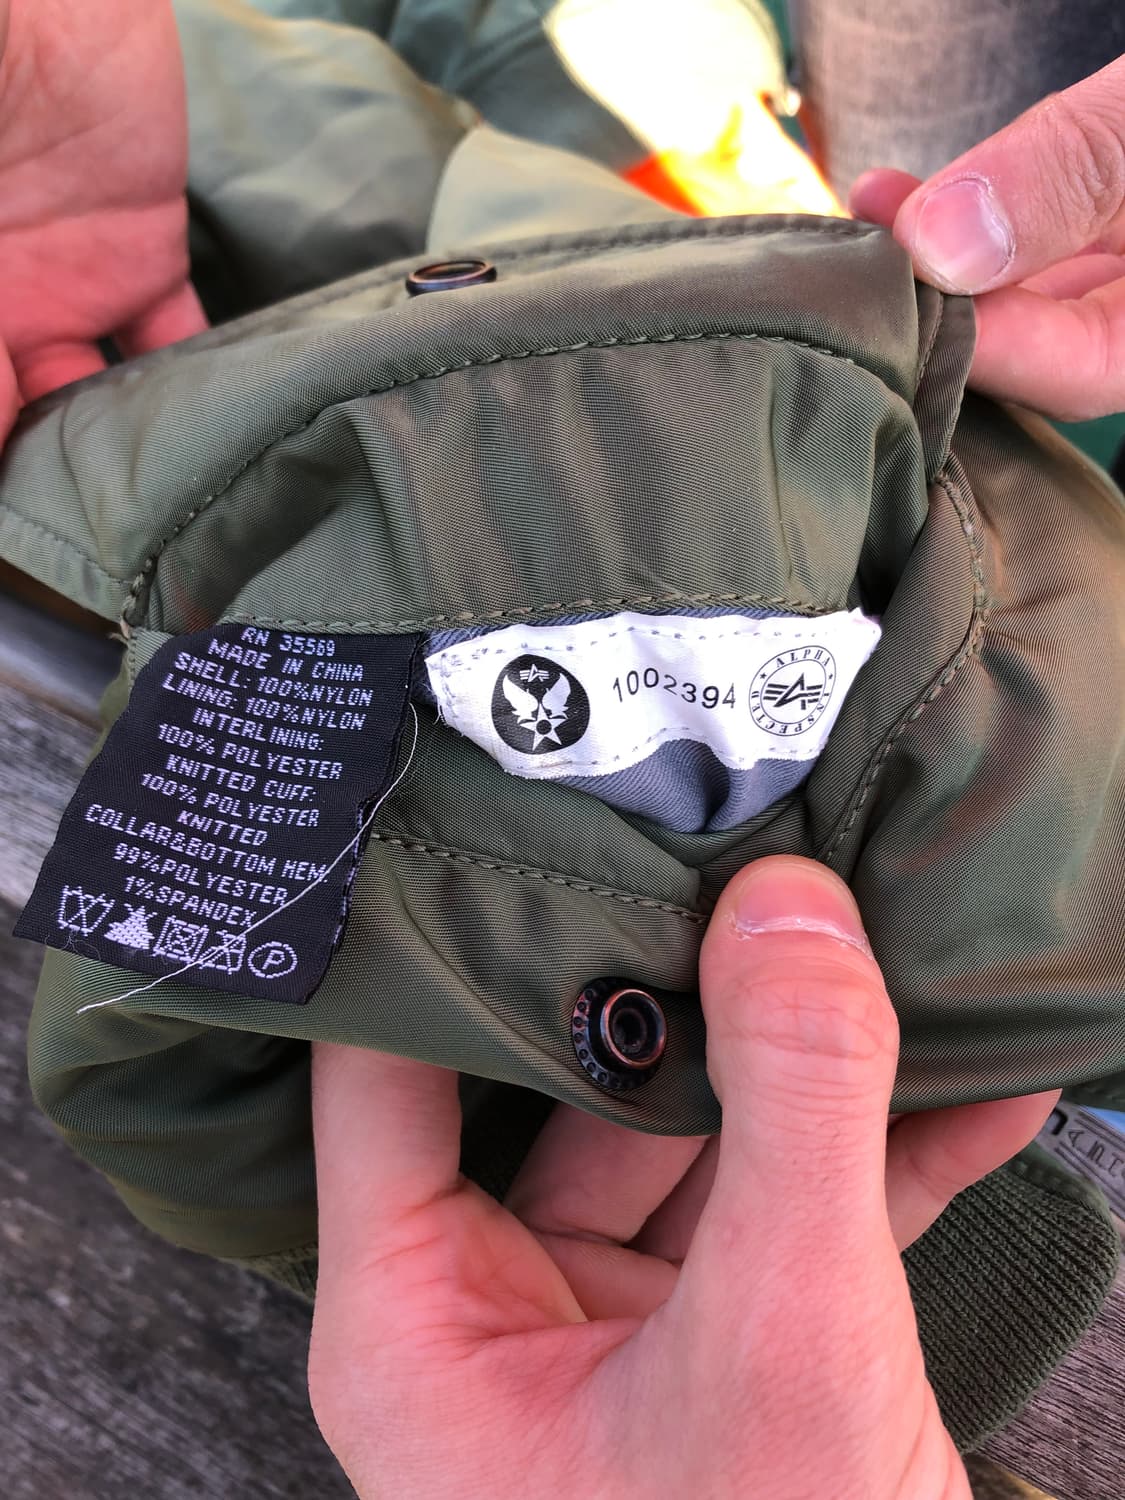 RN 35569
MADE IN CHINA
SHELL: 100%NYLON
LINING: 100%NYLON
INTERLINING:
100% POLYESTER
KNITTED CUFF:
100% POLYESTER
KNITTED
COLLAR&BOTTOM HEM:
99%POLYESTER
1%SPANDEX
P
1002394
ALPHA
INSPECTED